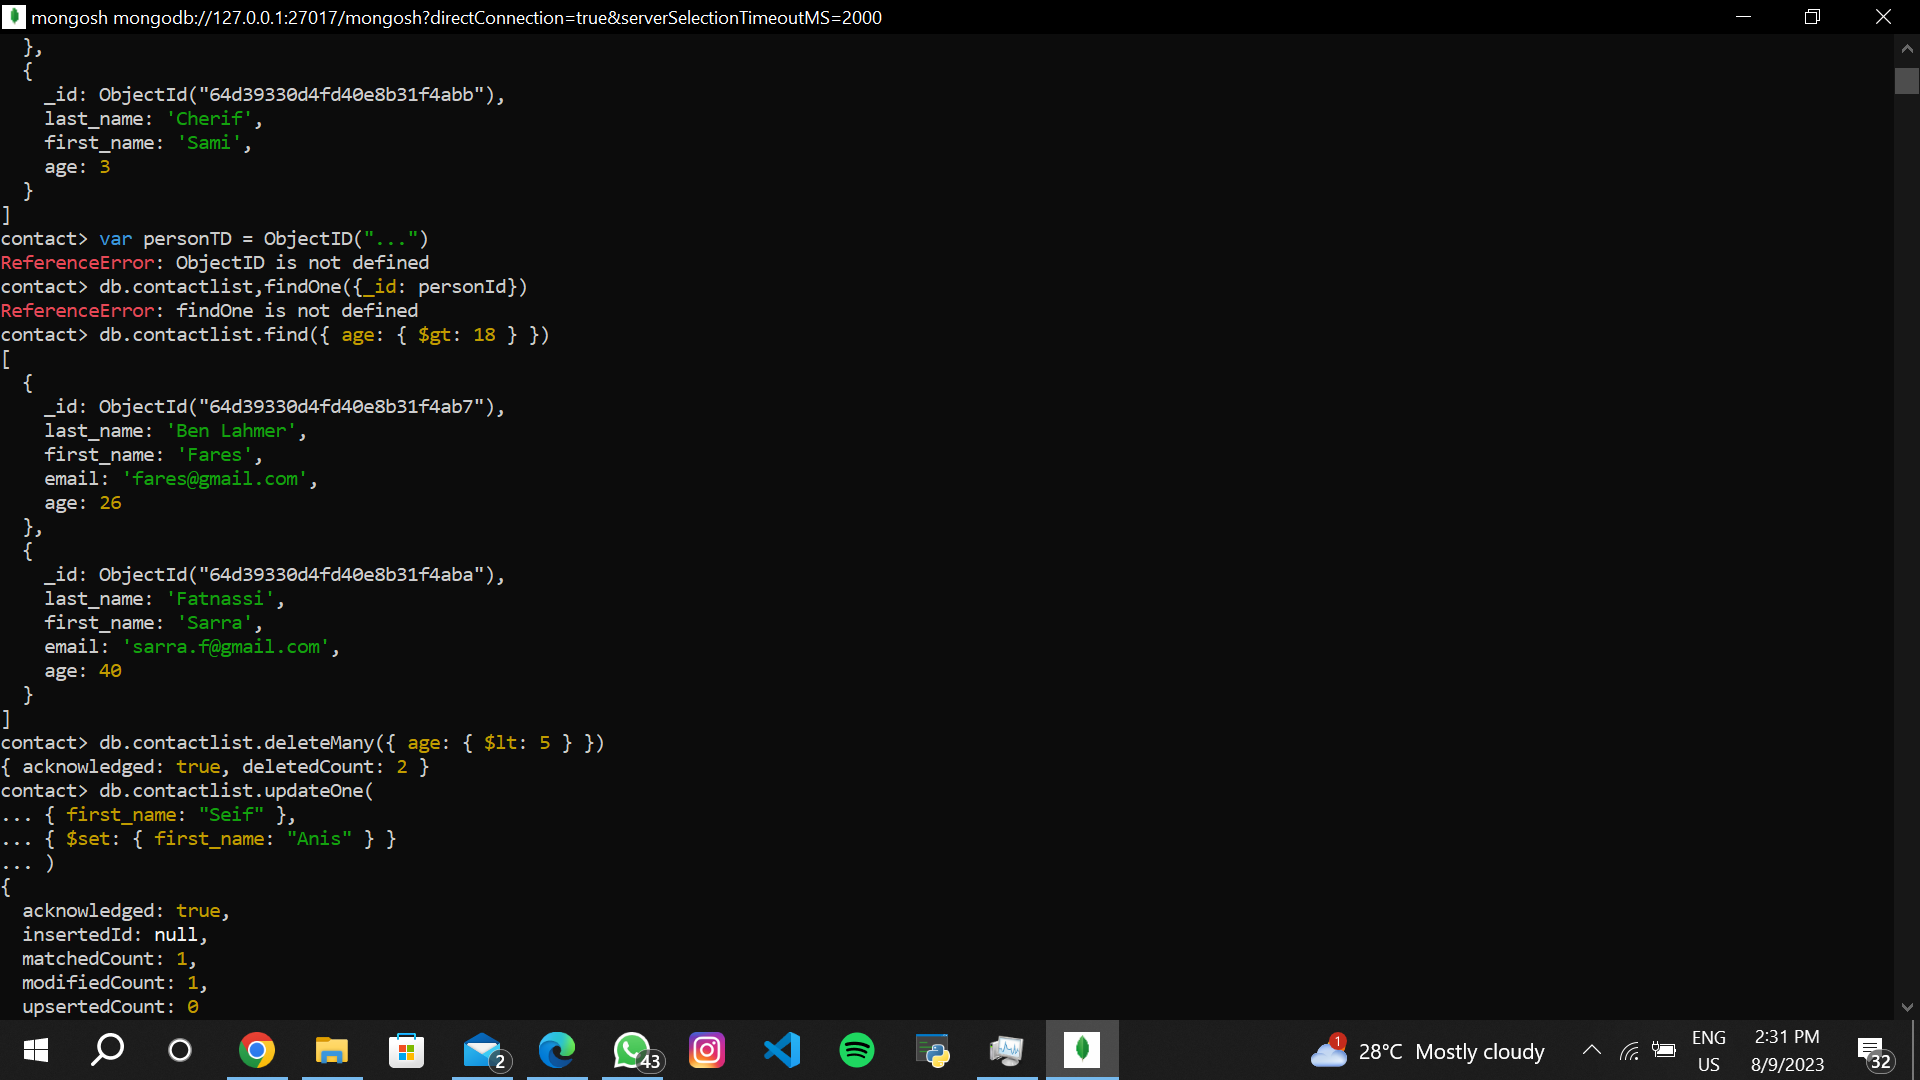 mongosh mongodb://127.0.0.1:27017/mongosh?directConnection=true&serverSelectionTimeoutMS=2000
  },
  {
    _id: ObjectId("64d39330d4fd40e8b31f4abb"),
    last_name: 'Cherif',
    first_name: 'Sami',
    age: 3
  }
]
contact> var personTD = ObjectID("...")
ReferenceError: ObjectID is not defined
contact> db.contactlist,findOne({_id: personId})
ReferenceError: findOne is not defined
contact> db.contactlist.find({ age: { $gt: 18 } })
[
  {
    _id: ObjectId("64d39330d4fd40e8b31f4ab7"),
    last_name: 'Ben Lahmer',
    first_name: 'Fares',
    email: 'fares@gmail.com',
    age: 26
  },
  {
    _id: ObjectId("64d39330d4fd40e8b31f4aba"),
    last_name: 'Fatnassi',
    first_name: 'Sarra',
    email: 'sarra.f@gmail.com',
    age: 40
  }
]
contact> db.contactlist.deleteMany({ age: { $lt: 5 } })
{ acknowledged: true, deletedCount: 2 }
contact> db.contactlist.updateOne(
... { first_name: "Seif" },
... { $set: { first_name: "Anis" } }
... )
{
  acknowledged: true,
  insertedId: null,
  matchedCount: 1,
  modifiedCount: 1,
  upsertedCount: 0
2
43
1
28°C Mostly cloudy
ENG
US
2:31 PM
8/9/2023
32